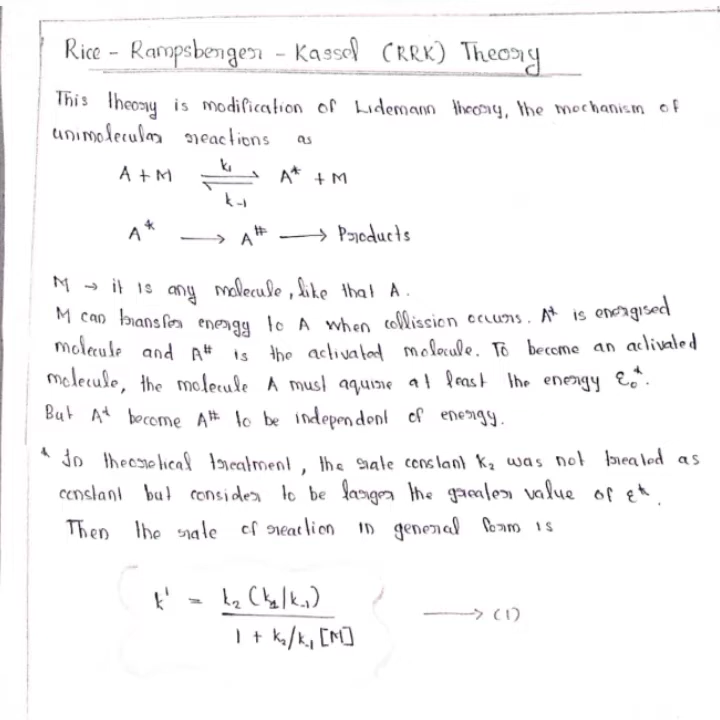 Rice - Rampsberger - Kassel (RRK) Theory
This theory is modification of Lidemann theory, the mechanism of
unimolecular reactions as
A + M ⇌ A* + M
k₁
k₋₁
A* → A# → Products
M → it is any molecule, like that A.
M can transfer energy to A when collission occurs. A* is energised
molecule and A# is the activated molecule. To become an activated
molecule, the molecule A must aquire at least the energy ε₀*.
But A* become A# to be independent of energy.
* In theoretical treatment, the rate constant K₂ was not treated as
constant but consider to be larger the greater value of ε*.
Then the rate of reaction in general form is
k' = k₂ (k₁/k₋₁) / 1 + k₂/k₋₁ [M] → (1)